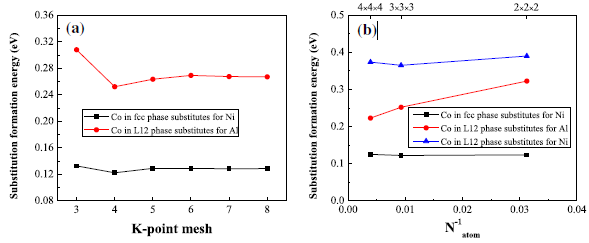 (a)
Substitution formation energy (eV)
0.36
0.32
0.28
0.24
0.20
0.16
0.12
0.08
Co in fcc phase substitutes for Ni
Co in L12 phase substitutes for Al
3 4 5 6 7 8
K-point mesh
4×4×4 3×3×3 2×2×2
(b)
Substitution formation energy (eV)
0.5
0.4
0.3
0.2
0.1
0.0
Co in fcc phase substitutes for Ni
Co in L12 phase substitutes for Al
Co in L12 phase substitutes for Ni
0.00 0.01 0.02 0.03 0.04
N⁻¹atom